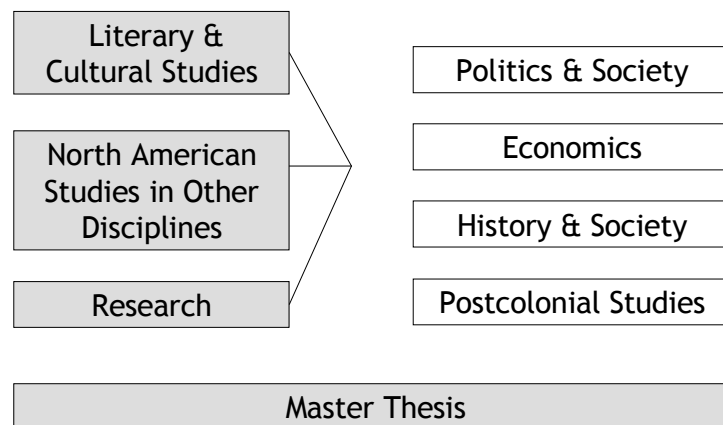 Literary &
Cultural Studies
North American
Studies in Other
Disciplines
Research
Politics & Society
Economics
History & Society
Postcolonial Studies
Master Thesis